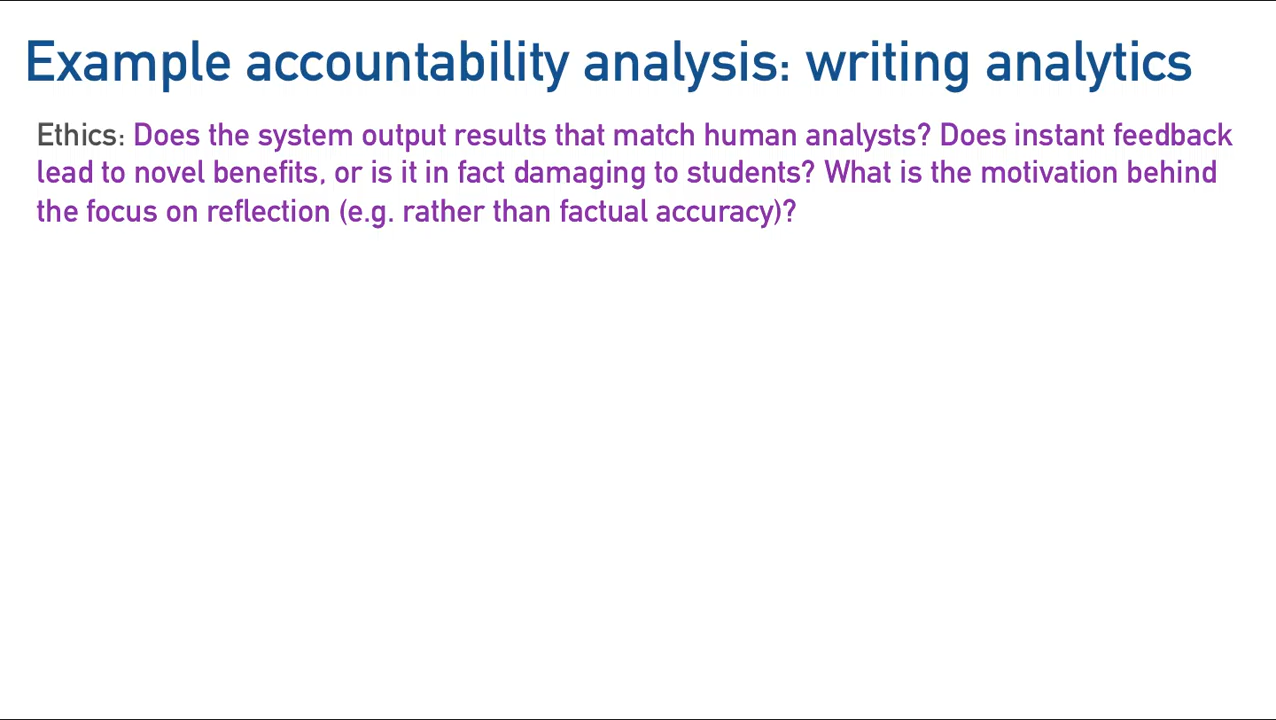 Example accountability analysis: writing analytics
Ethics: Does the system output results that match human analysts? Does instant feedback
lead to novel benefits, or is it in fact damaging to students? What is the motivation behind
the focus on reflection (e.g. rather than factual accuracy)?